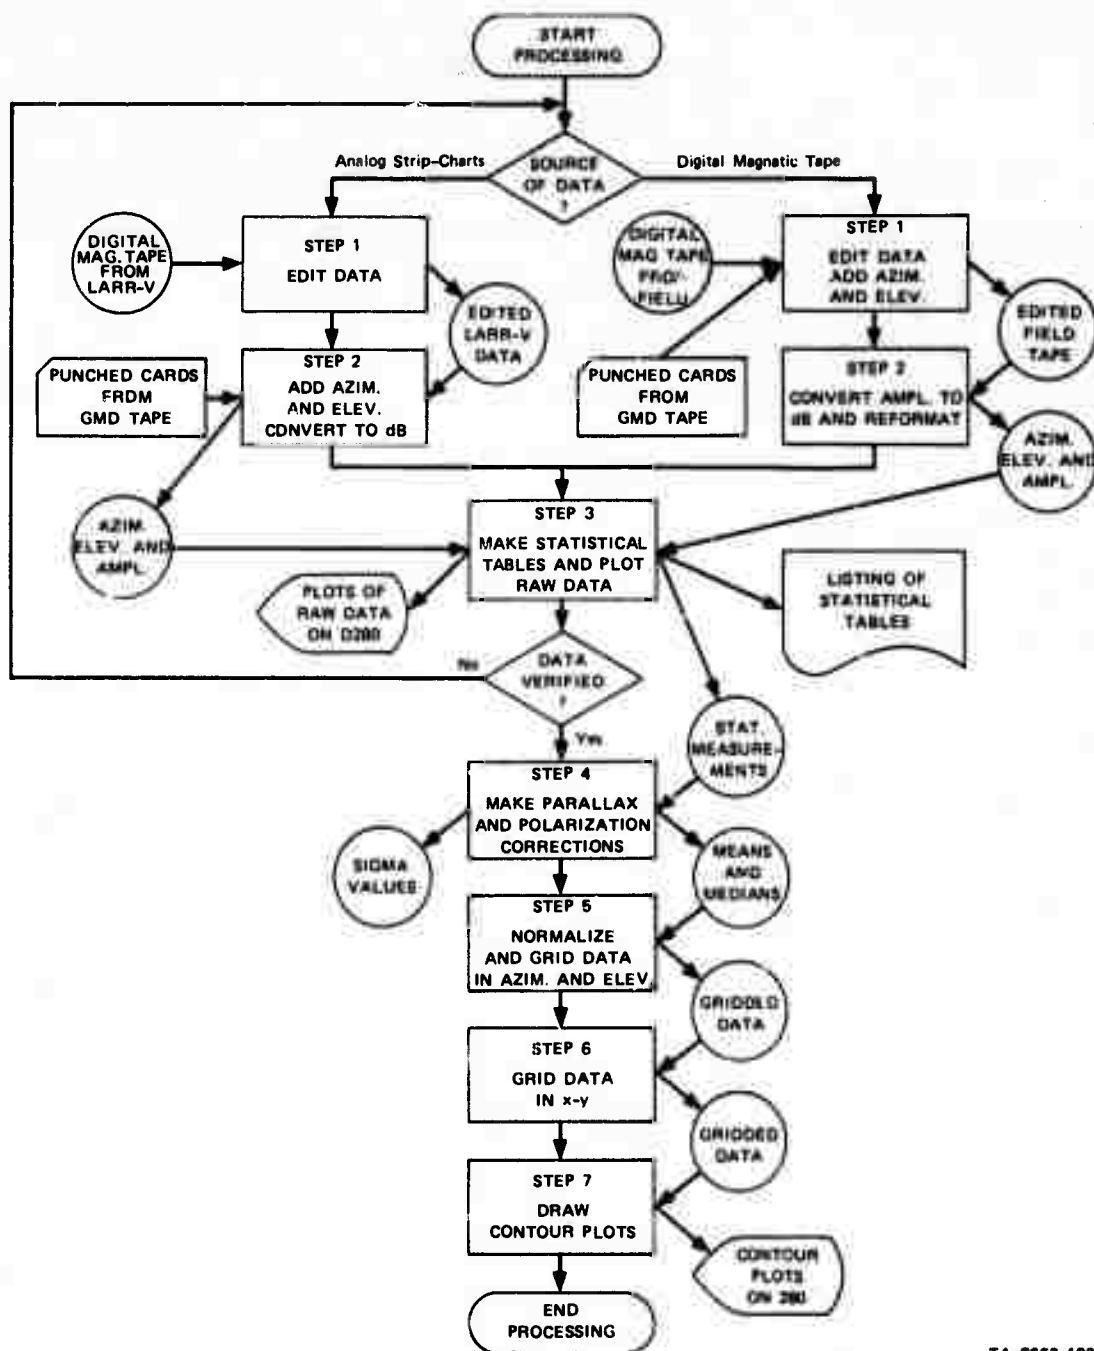 START
PROCESSING
Analog Strip-Charts
SOURCE
OF DATA
?
Digital Magnetic Tape
DIGITAL
MAG. TAPE
FROM
LARR-V
STEP 1
EDIT DATA
DIGITAL
MAG TAPE
STEP 1
EDIT DATA
ADD AZIM.
AND ELEV.
EDITED
LARR-V
DATA
EDITED
FIELD
TAPE
PUNCHED CARDS
FRDM
GMD TAPE
STEP 2
ADD AZIM.
AND ELEV.
CONVERT TO dB
PUNCHED CARDS
FROM
GMD TAPE
STEP 2
CONVERT AMPL. TO
dB AND REFORMAT
AZIM.
ELEV. AND
AMPL.
AZIM.
ELEV. AND
AMPL.
STEP 3
MAKE STATISTICAL
TABLES AND PLOT
RAW DATA
PLOTS OF
RAW DATA
ON
LISTING OF
STATISTICAL
TABLES
No
DATA
VERIFIED
?
Yes
STAT.
MEASURE-
MENTS
STEP 4
MAKE PARALLAX
AND POLARIZATION
CORRECTIONS
SIGMA
VALUES
MEANS
AND
MEDIANS
STEP 5
NORMALIZE
AND GRID DATA
IN AZIM. AND ELEV.
GRIDDED
DATA
STEP 6
GRID DATA
IN x-y
GRIDDED
DATA
STEP 7
DRAW
CONTOUR PLOTS
CONTOUR
PLOTS
ON 280
END
PROCESSING